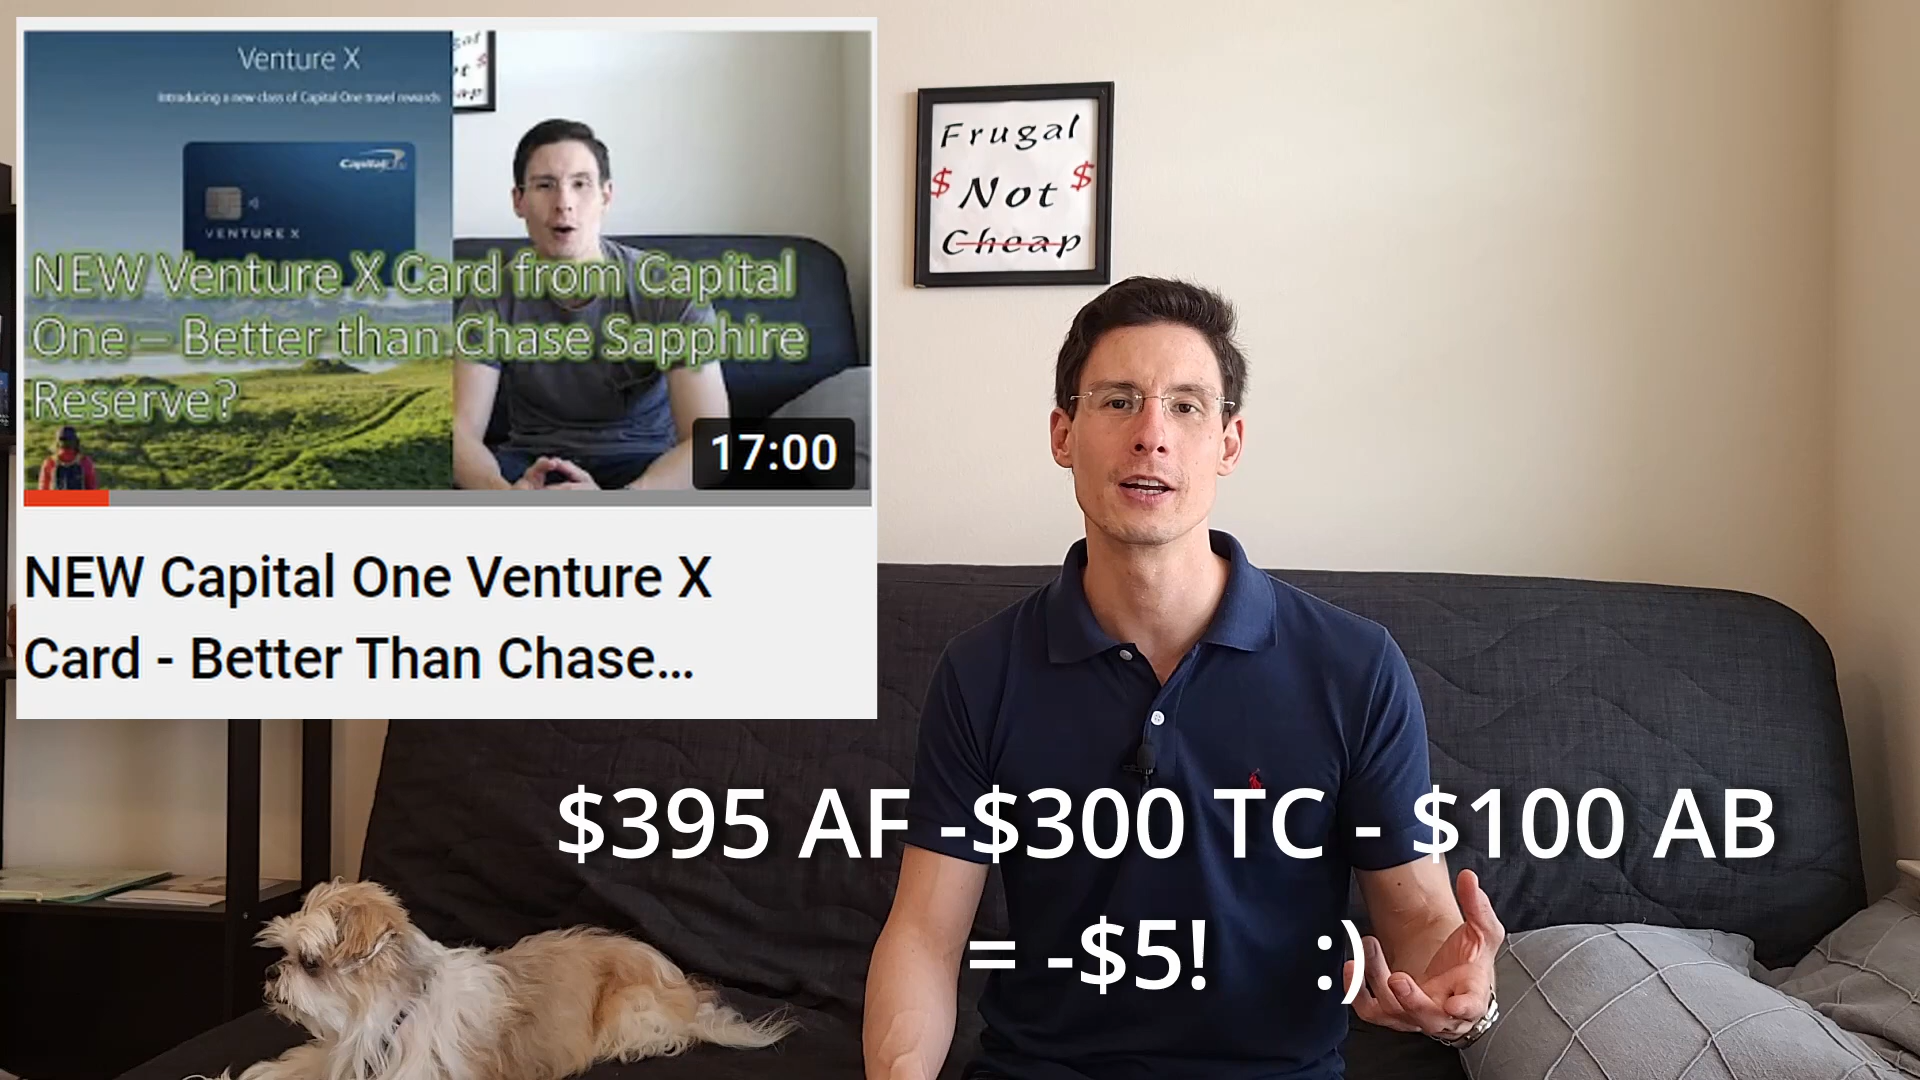 Venture X
Introducing a new class of Capital One travel rewards
Capital One
VENTURE X
NEW Venture X Card from Capital
One – Better than Chase Sapphire
Reserve?
17:00
NEW Capital One Venture X
Card - Better Than Chase...
Frugal
$ Not $
Cheap
$395 AF -$300 TC - $100 AB
= -$5! :)